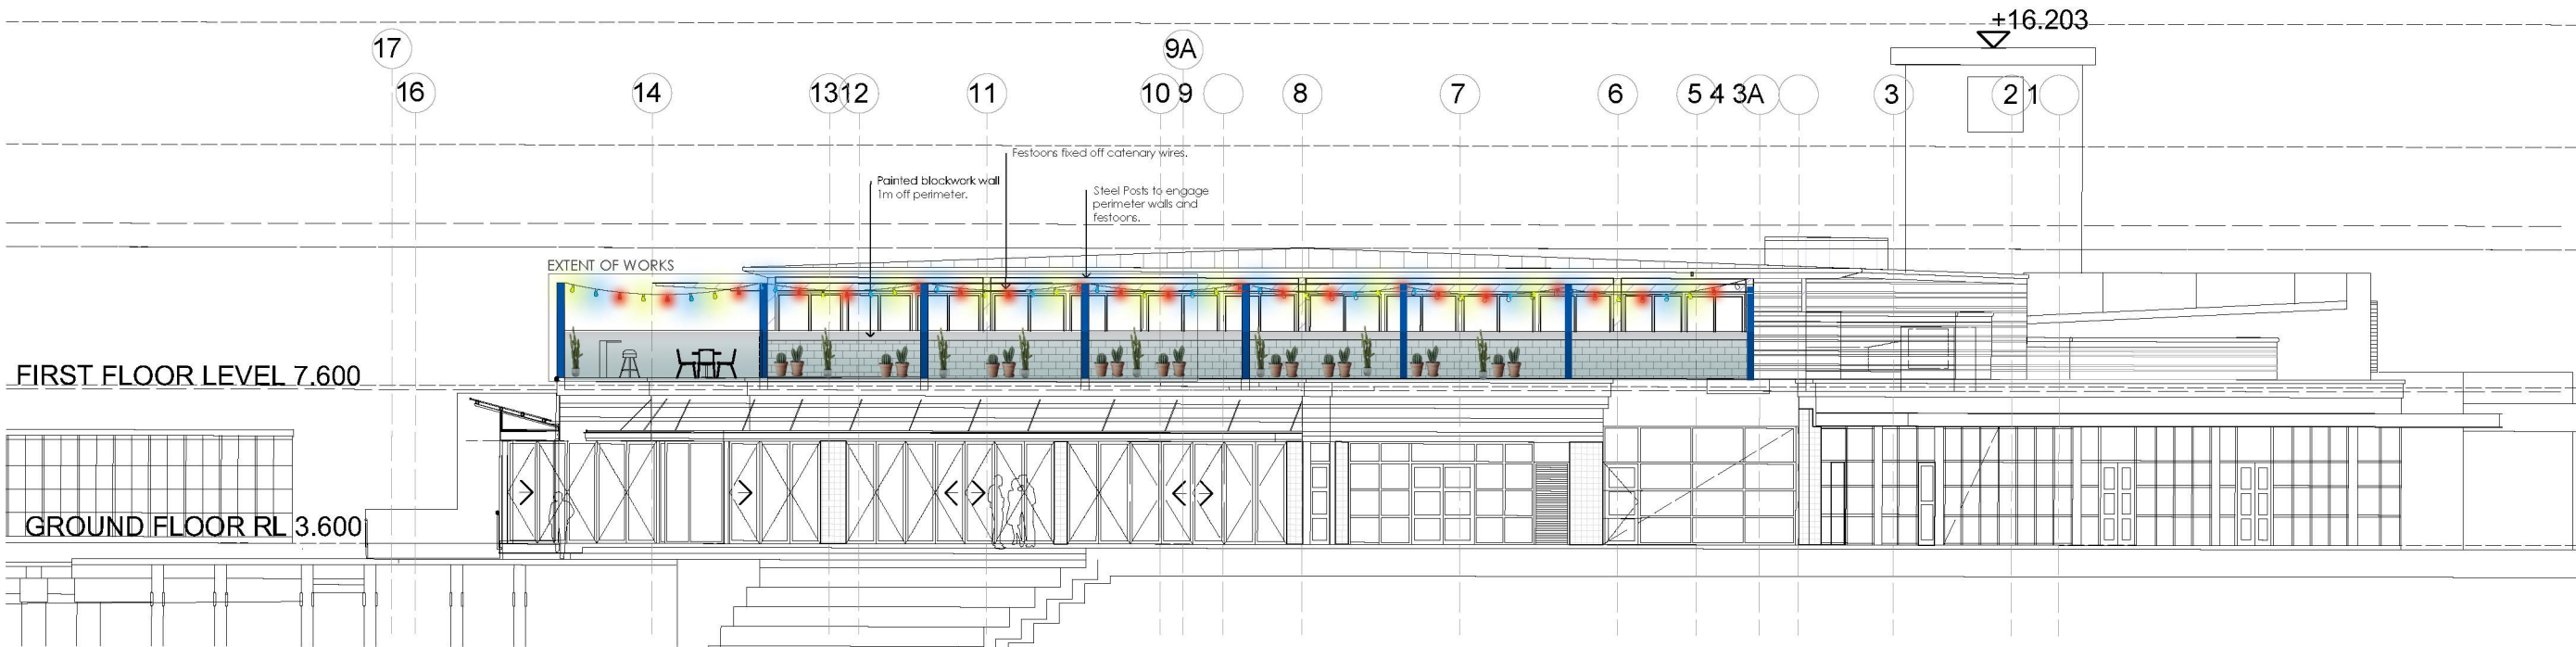 +16.203
17
9A
16
14
13
12
11
10
9
8
7
6
5
4
3A
3
2
1
Festoons fixed off catenary wires.
Painted blockwork wall
1m off perimeter.
Steel Posts to engage
perimeter walls and
festoons.
EXTENT OF WORKS
FIRST FLOOR LEVEL 7.600
GROUND FLOOR RL 3.600